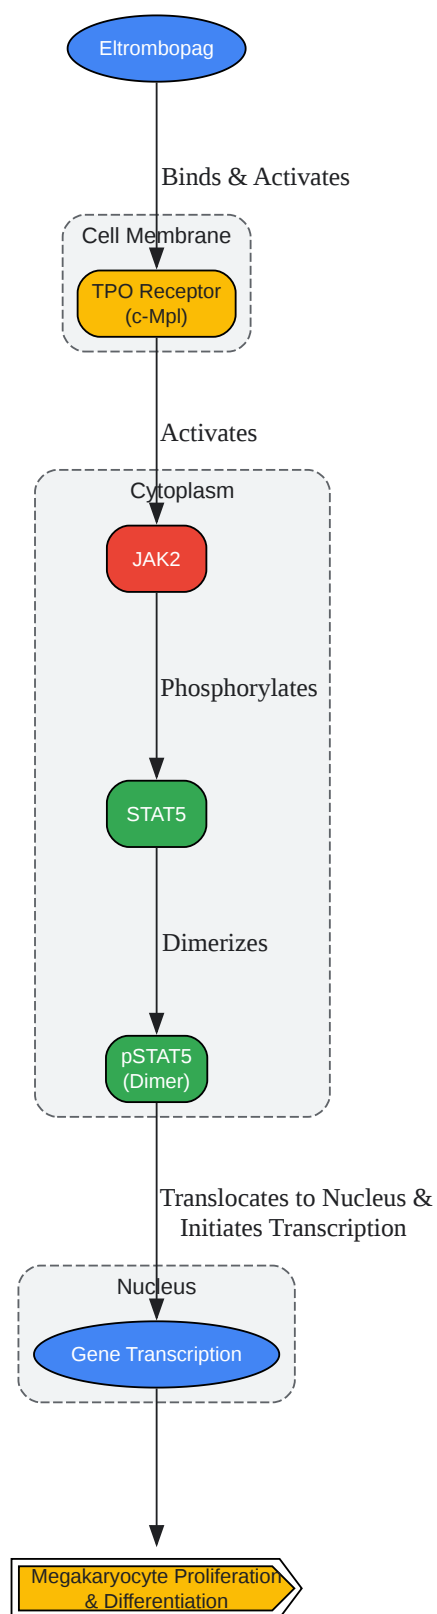 Eltrombopag
Binds & Activates
Cell Membrane
TPO Receptor
(c-Mpl)
Activates
Cytoplasm
JAK2
Phosphorylates
STAT5
Dimerizes
pSTAT5
(Dimer)
Translocates to Nucleus &
Initiates Transcription
Nucleus
Gene Transcription
Megakaryocyte Proliferation
& Differentiation